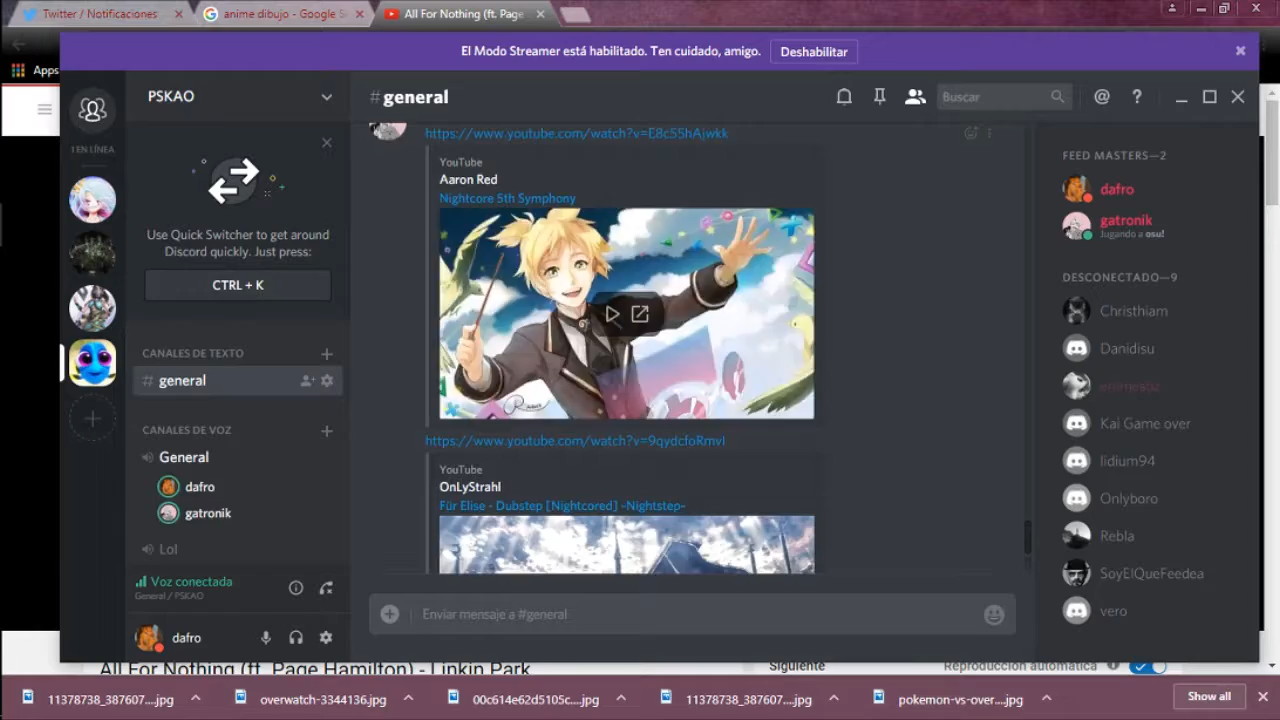 Twitter / Notificaciones
anime dibujo - Google S
All For Nothing (ft. Page
Apps
El Modo Streamer está habilitado. Ten cuidado, amigo.
Deshabilitar
1 EN LÍNEA
PSKAO
Use Quick Switcher to get around
Discord quickly. Just press:
CTRL + K
CANALES DE TEXTO
# general
CANALES DE VOZ
General
dafro
gatronik
Lol
Voz conectada
General / PSKAO
dafro
# general
Buscar
https://www.youtube.com/watch?v=E8c55hAjwkk
YouTube
Aaron Red
Nightcore 5th Symphony
https://www.youtube.com/watch?v=9qydcfoRmvI
YouTube
OnLyStrahl
Für Elise - Dubstep [Nightcored] -Nightstep-
Enviar mensaje a #general
FEED MASTERS—2
dafro
gatronik
Jugando a osu!
DESCONECTADO—9
Christhiam
Danidisu
Kai Game over
lidium94
Onlyboro
Rebla
SoyElQueFeedea
vero
All For Nothing (ft. Page Hamilton) - Linkin Park
Siguiente
Reproducción automática
11378738_387607....jpg
overwatch-3344136.jpg
00c614e62d5105c....jpg
11378738_387607....jpg
pokemon-vs-over....jpg
Show all